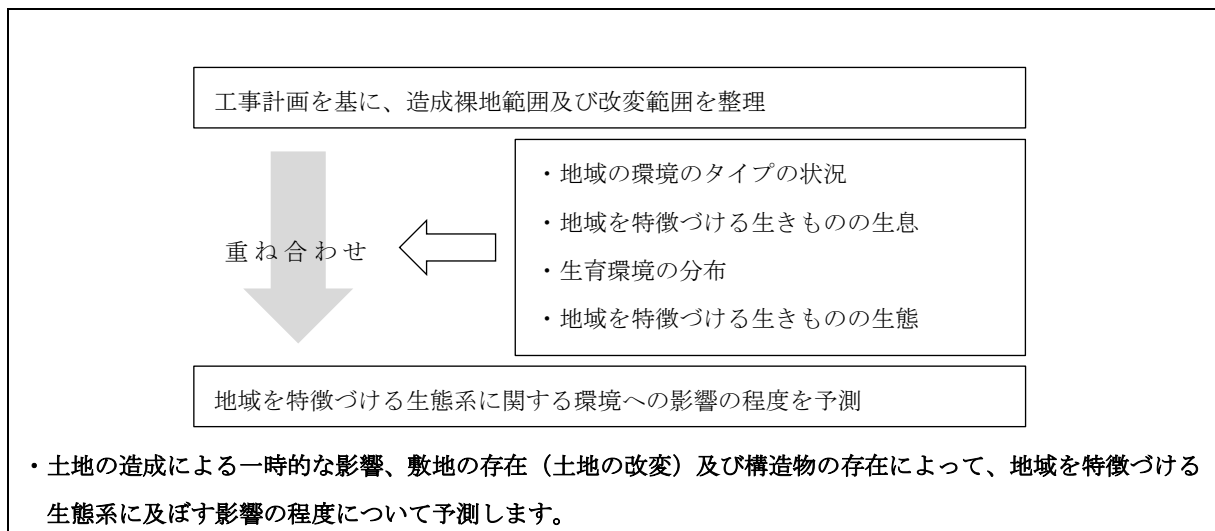 工事計画を基に、造成裸地範囲及び改変範囲を整理
・地域の環境のタイプの状況
・地域を特徴づける生きものの生息
・生育環境の分布
・地域を特徴づける生きものの生態
重ね合わせ
地域を特徴づける生態系に関する環境への影響の程度を予測
・土地の造成による一時的な影響、敷地の存在（土地の改変）及び構造物の存在によって、地域を特徴づける
生態系に及ぼす影響の程度について予測します。